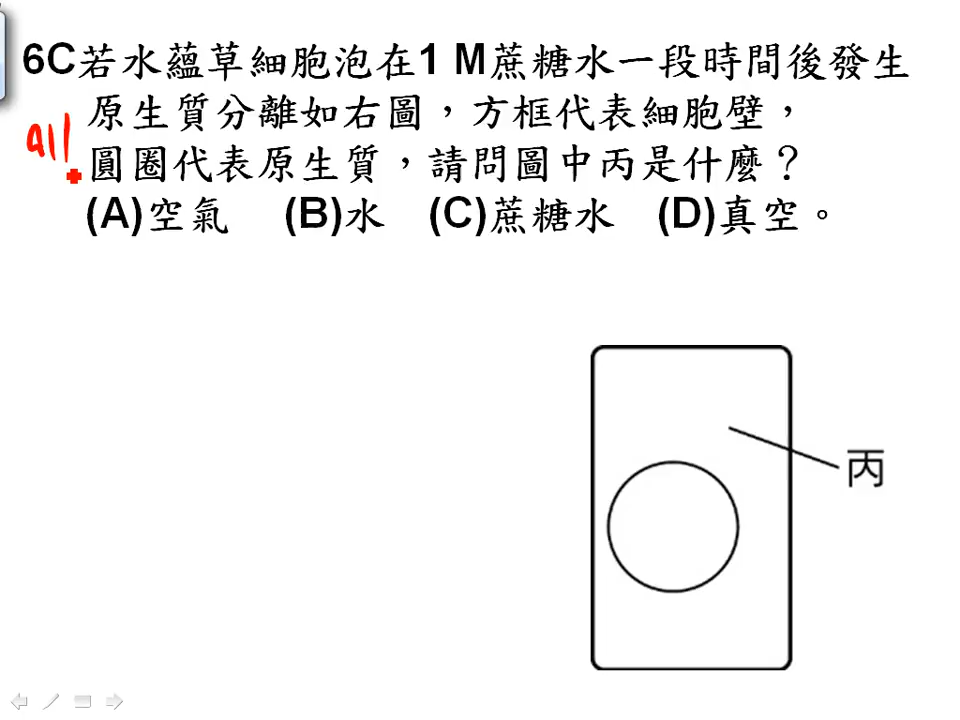 6C若水蘊草細胞泡在1 M蔗糖水一段時間後發生
原生質分離如右圖，方框代表細胞壁，
all
圓圈代表原生質，請問圖中丙是什麼？
(A)空氣 (B)水 (C)蔗糖水 (D)真空。
丙